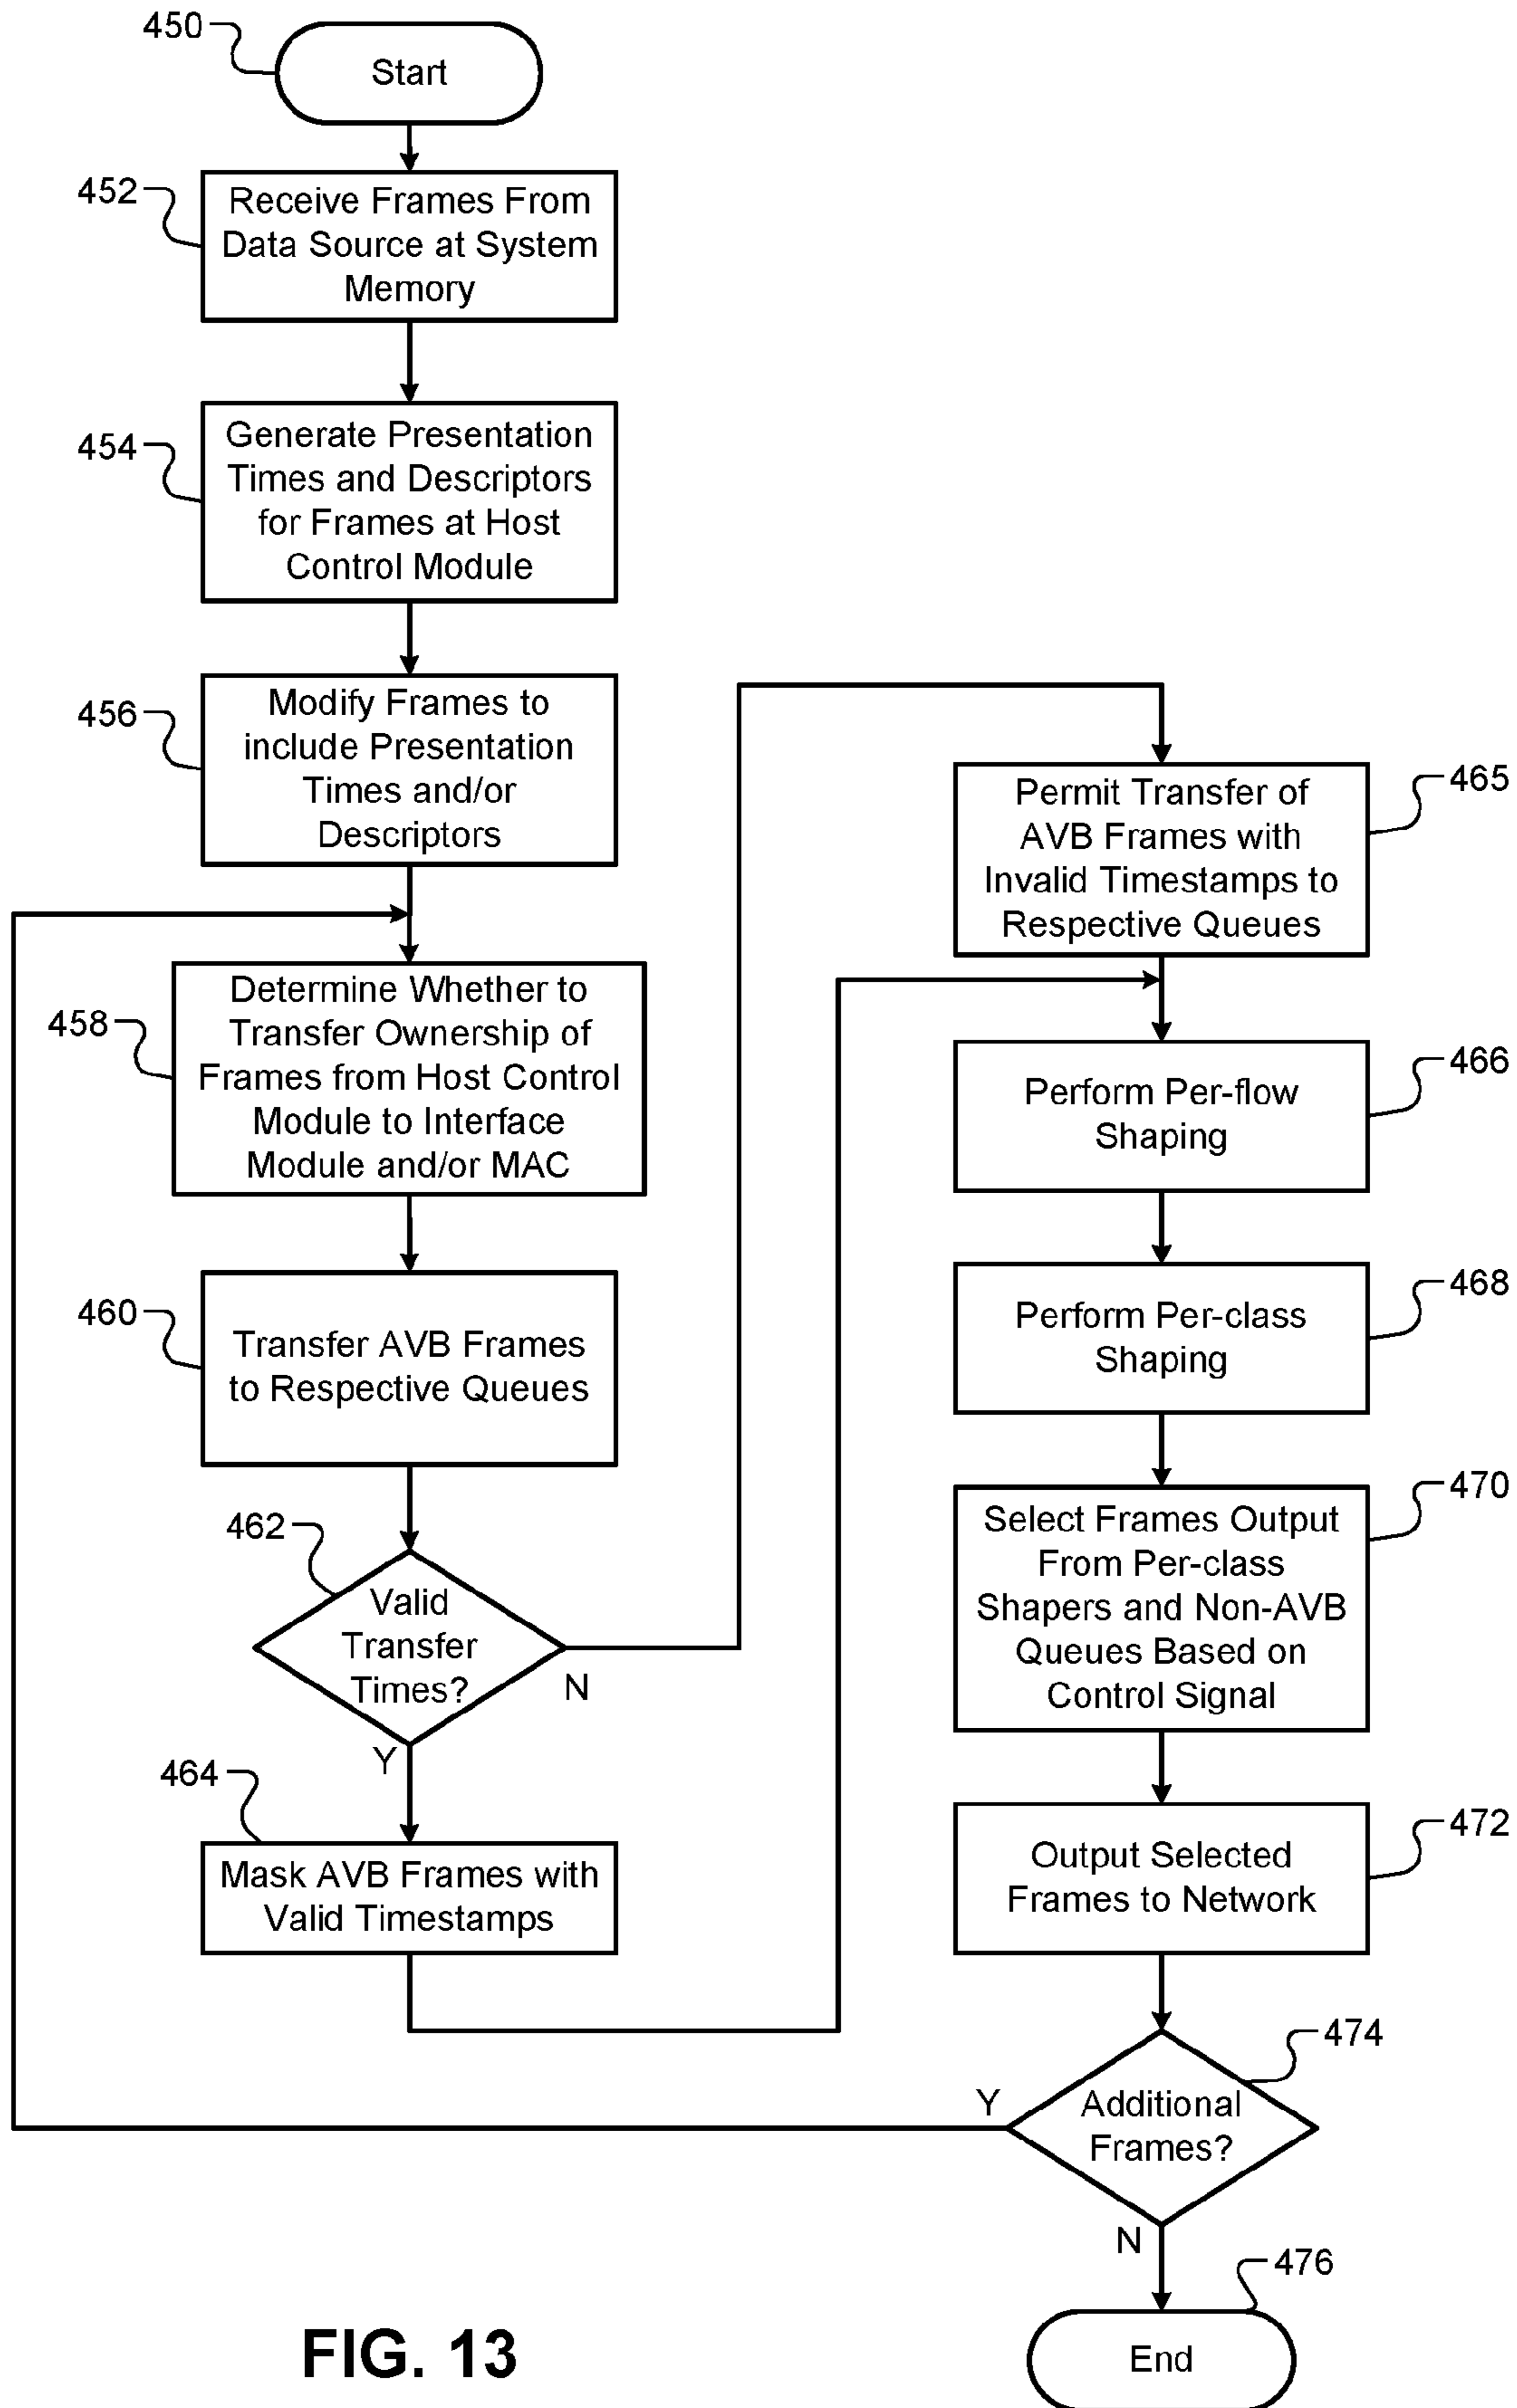 450
Start
452
Receive Frames From
Data Source at System
Memory
454
Generate Presentation
Times and Descriptors
for Frames at Host
Control Module
456
Modify Frames to
include Presentation
Times and/or
Descriptors
458
Determine Whether to
Transfer Ownership of
Frames from Host Control
Module to Interface
Module and/or MAC
460
Transfer AVB Frames
to Respective Queues
462
Valid
Transfer
Times?
N
Y
464
Mask AVB Frames with
Valid Timestamps
465
Permit Transfer of
AVB Frames with
Invalid Timestamps to
Respective Queues
466
Perform Per-flow
Shaping
468
Perform Per-class
Shaping
470
Select Frames Output
From Per-class
Shapers and Non-AVB
Queues Based on
Control Signal
472
Output Selected
Frames to Network
474
Additional
Frames?
Y
N
476
End
FIG. 13